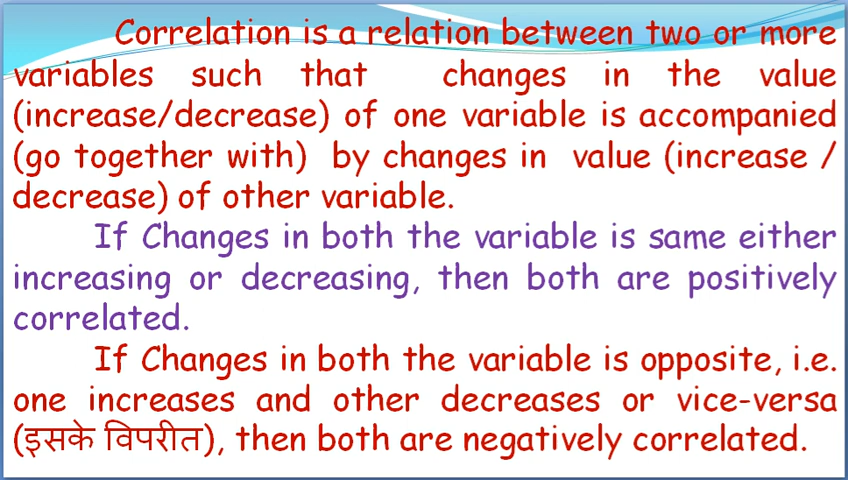 Correlation is a relation between two or more
variables such that changes in the value
(increase/decrease) of one variable is accompanied
(go together with) by changes in value (increase /
decrease) of other variable.
If Changes in both the variable is same either
increasing or decreasing, then both are positively
correlated.
If Changes in both the variable is opposite, i.e.
one increases and other decreases or vice-versa
(इसके विपरीत), then both are negatively correlated.